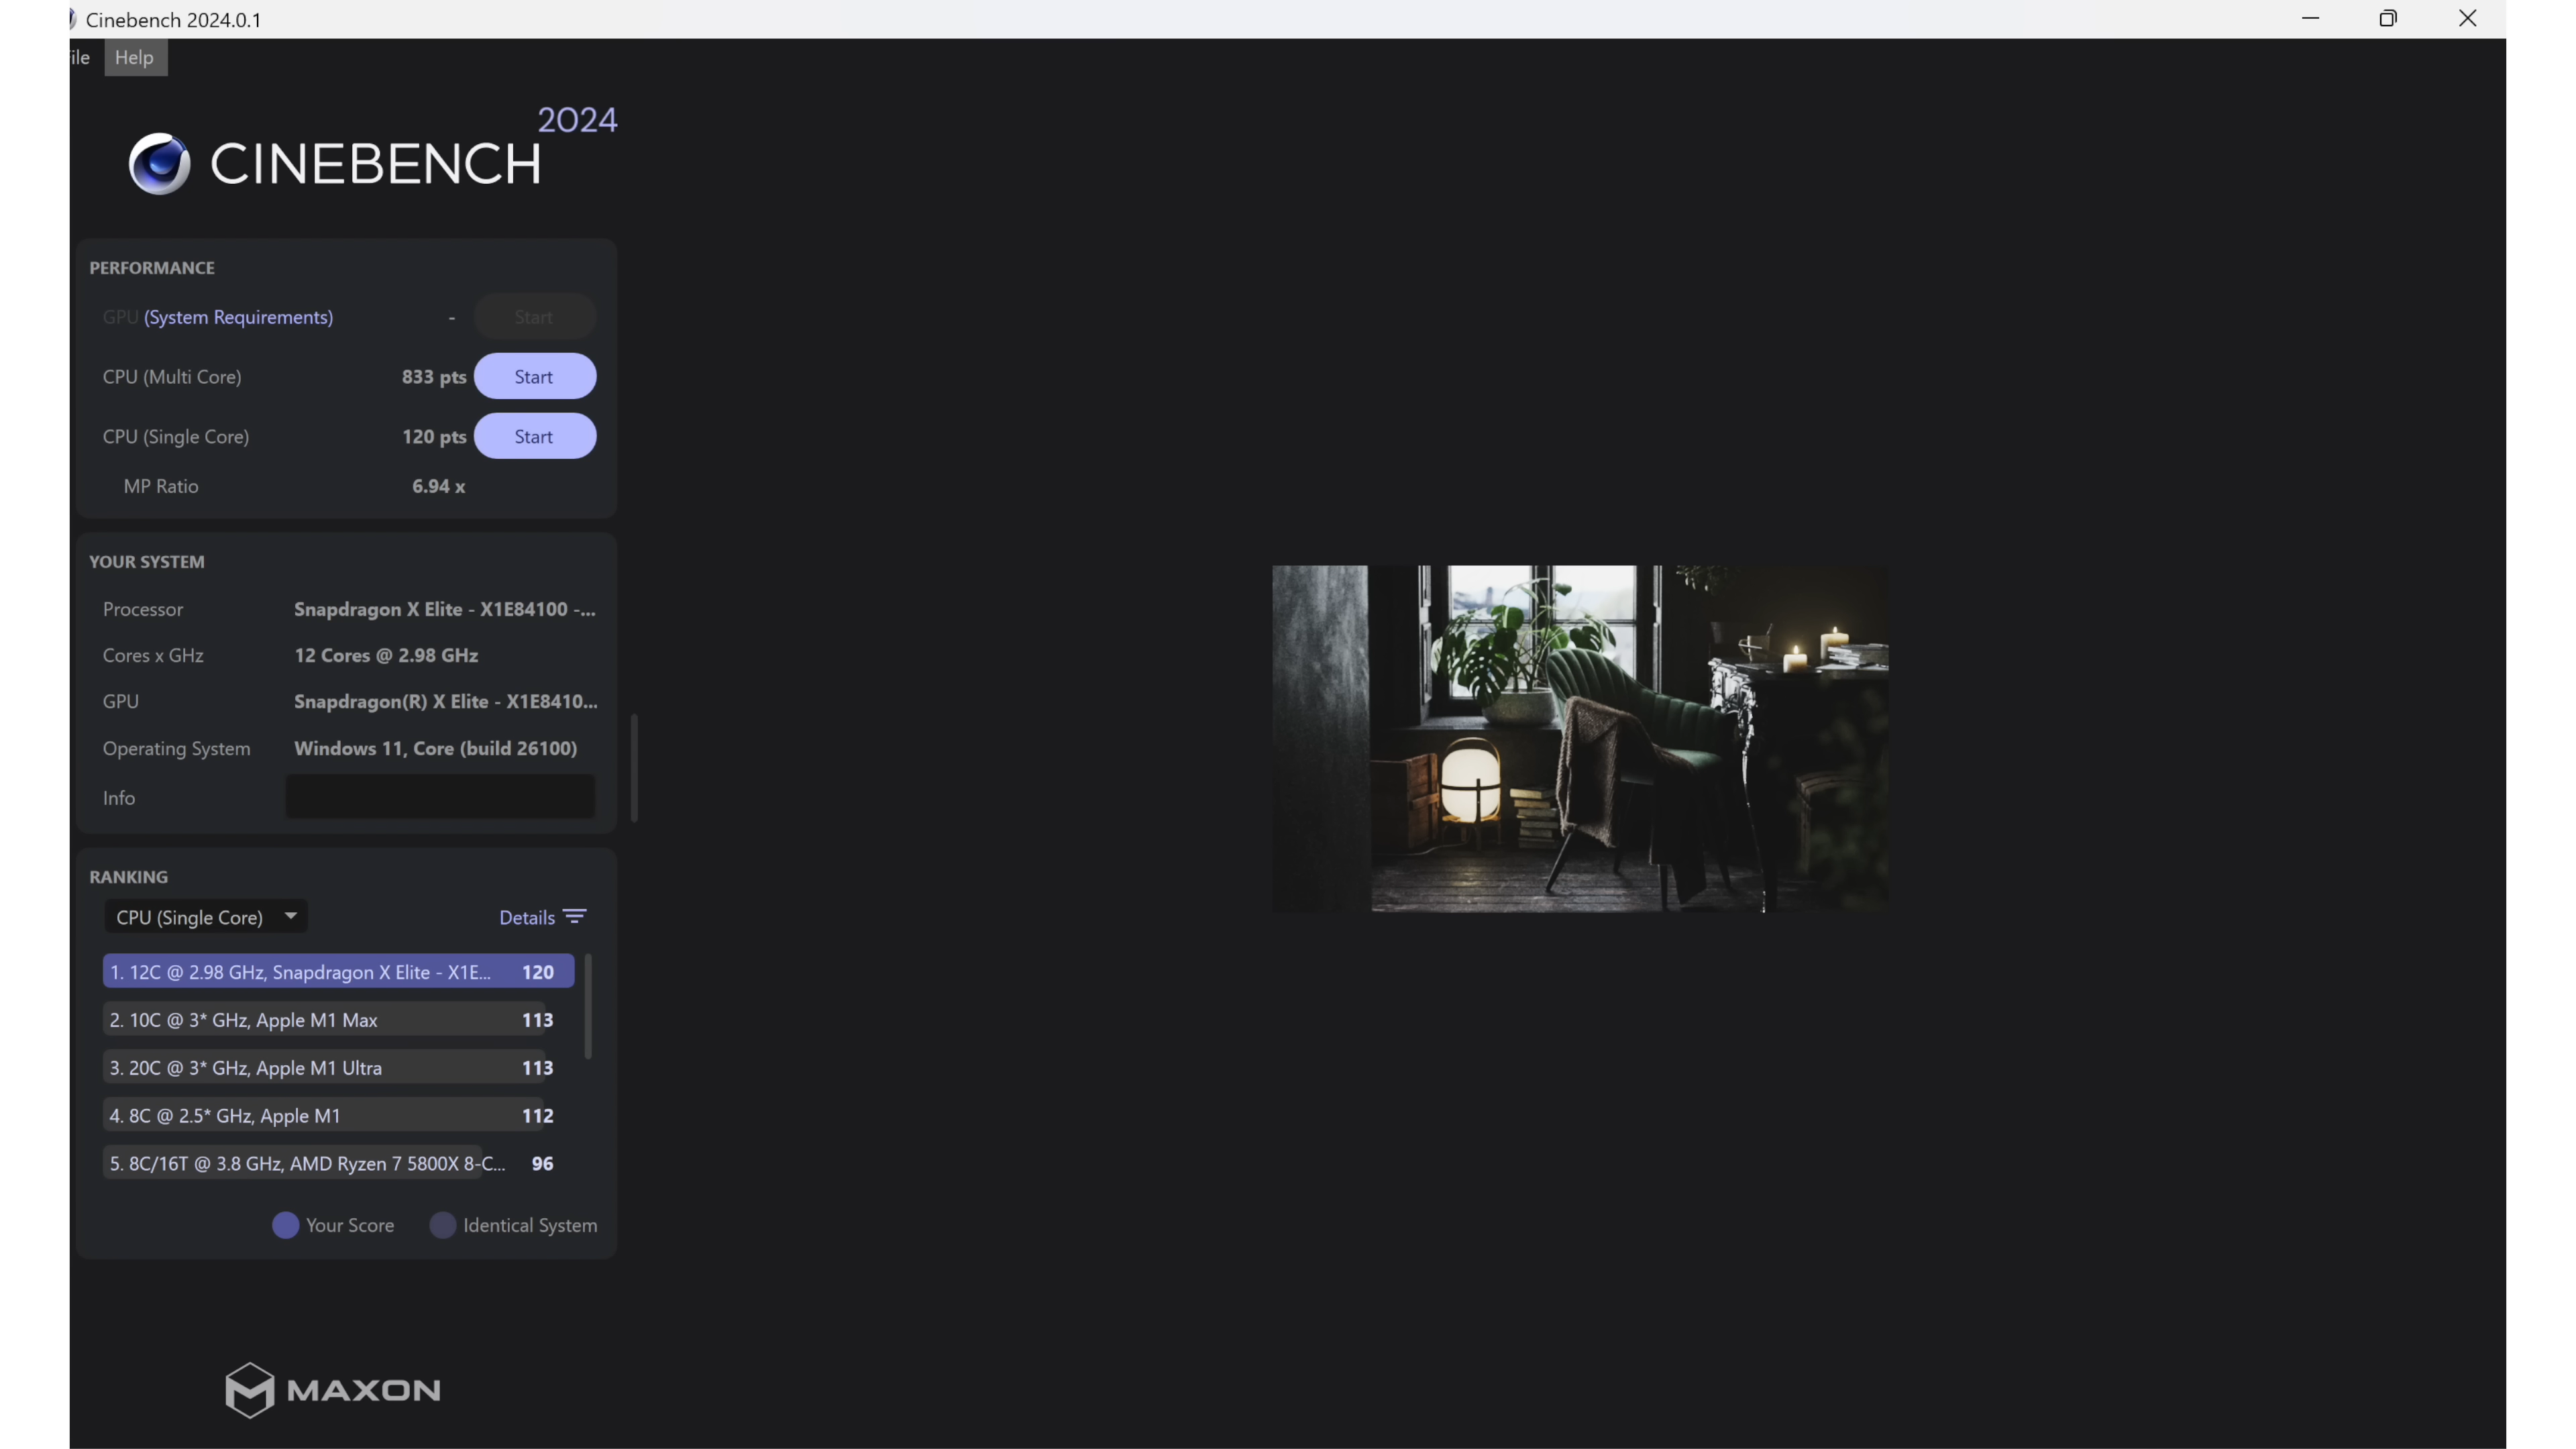 Cinebench 2024.0.1
ile Help
2024
CINEBENCH
PERFORMANCE
GPU (System Requirements) - Start
CPU (Multi Core) 833 pts Start
CPU (Single Core) 120 pts Start
MP Ratio 6.94 x
YOUR SYSTEM
Processor Snapdragon X Elite - X1E84100 -...
Cores x GHz 12 Cores @ 2.98 GHz
GPU Snapdragon(R) X Elite - X1E8410...
Operating System Windows 11, Core (build 26100)
Info
RANKING
CPU (Single Core) Details
1. 12C @ 2.98 GHz, Snapdragon X Elite - X1E... 120
2. 10C @ 3* GHz, Apple M1 Max 113
3. 20C @ 3* GHz, Apple M1 Ultra 113
4. 8C @ 2.5* GHz, Apple M1 112
5. 8C/16T @ 3.8 GHz, AMD Ryzen 7 5800X 8-C... 96
Your Score Identical System
MAXON